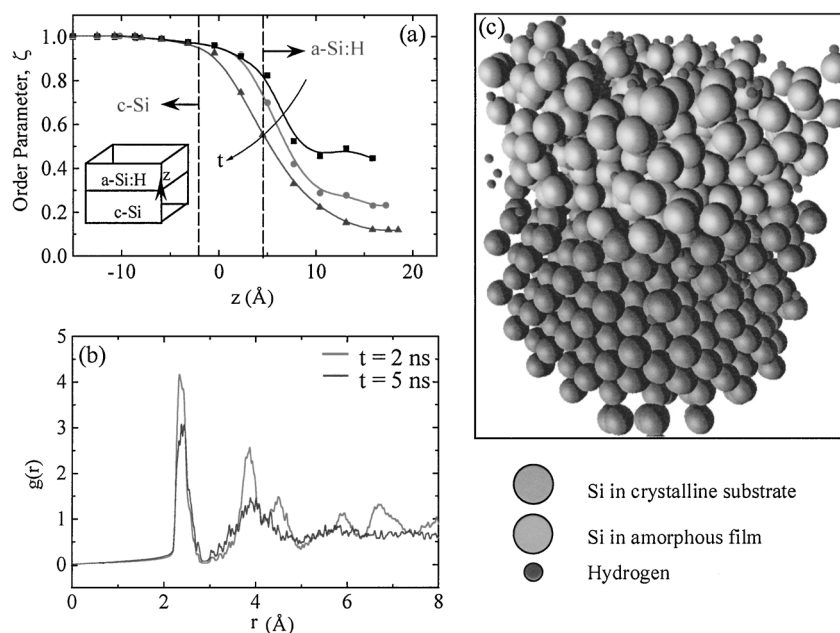 (a)
Order Parameter, ζ
1.0
0.8
0.6
0.4
0.2
0.0
a-Si:H
c-Si
t
a-Si:H
z
c-Si
-10
0
10
20
z (Å)
(b)
g(r)
5
4
3
2
1
0
t = 2 ns
t = 5 ns
0
2
4
6
8
r (Å)
(c)
Si in crystalline substrate
Si in amorphous film
Hydrogen